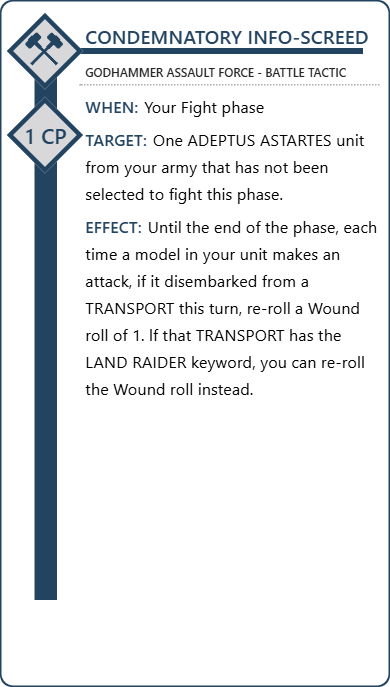 CONDEMNATORY INFO-SCREED
GODHAMMER ASSAULT FORCE - BATTLE TACTIC
WHEN: Your Fight phase
1 CP
TARGET: One ADEPTUS ASTARTES unit
from your army that has not been
selected to fight this phase.
EFFECT: Until the end of the phase, each
time a model in your unit makes an
attack, if it disembarked from a
TRANSPORT this turn, re-roll a Wound
roll of 1. If that TRANSPORT has the
LAND RAIDER keyword, you can re-roll
the Wound roll instead.